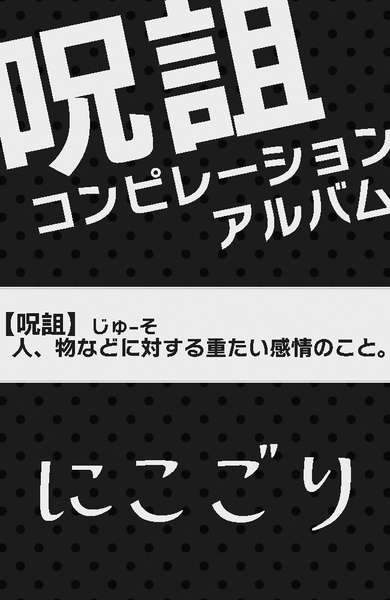 呪詛
コンピレーション
アルバム
【呪詛】じゅ-そ
人、物などに対する重たい感情のこと。
にこごり